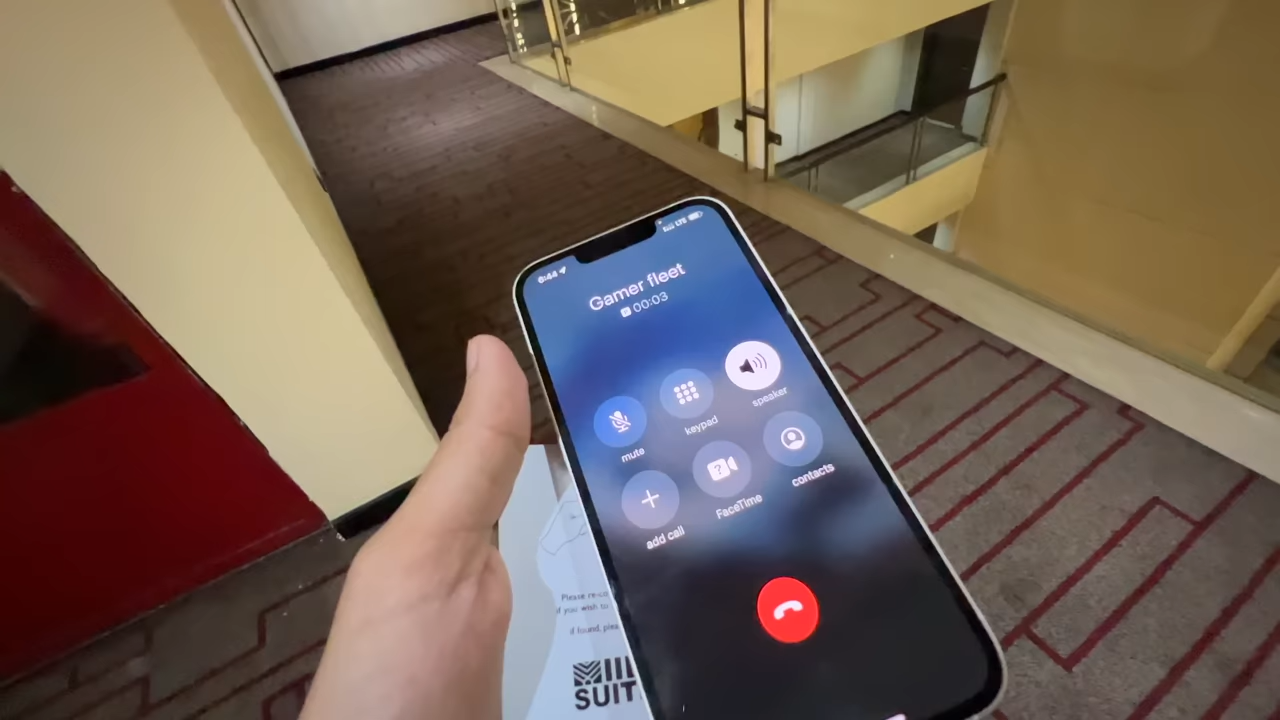 6:44
LTE
Gamer fleet
P 00:03
mute
keypad
speaker
add call
FaceTime
contacts
Please re-co
if you wish to
if found, plea
SUIT